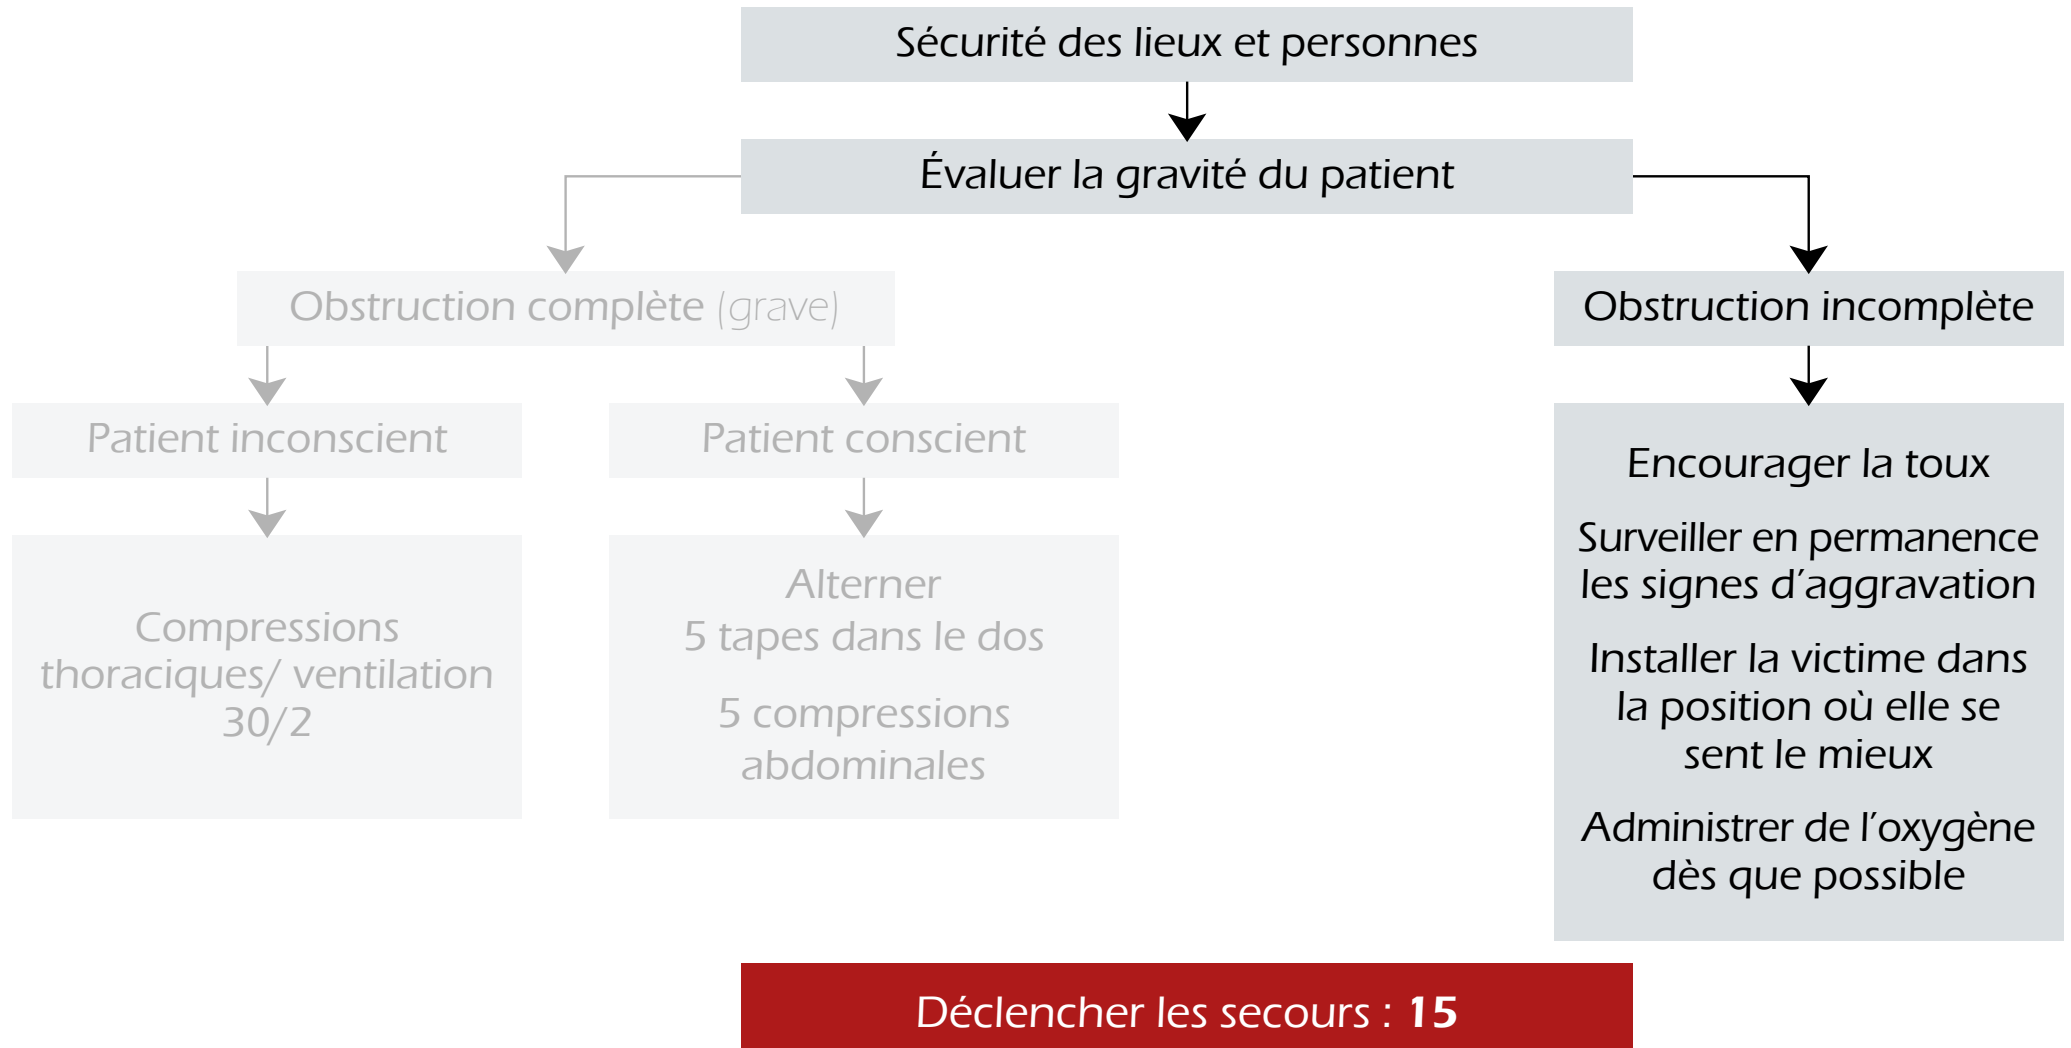 Sécurité des lieux et personnes
Évaluer la gravité du patient
Obstruction complète (grave)
Obstruction incomplète
Patient inconscient
Patient conscient
Compressions
thoraciques/ ventilation
30/2
Alterner
5 tapes dans le dos
5 compressions
abdominales
Encourager la toux
Surveiller en permanence
les signes d’aggravation
Installer la victime dans
la position où elle se
sent le mieux
Administrer de l’oxygène
dès que possible
Déclencher les secours : 15